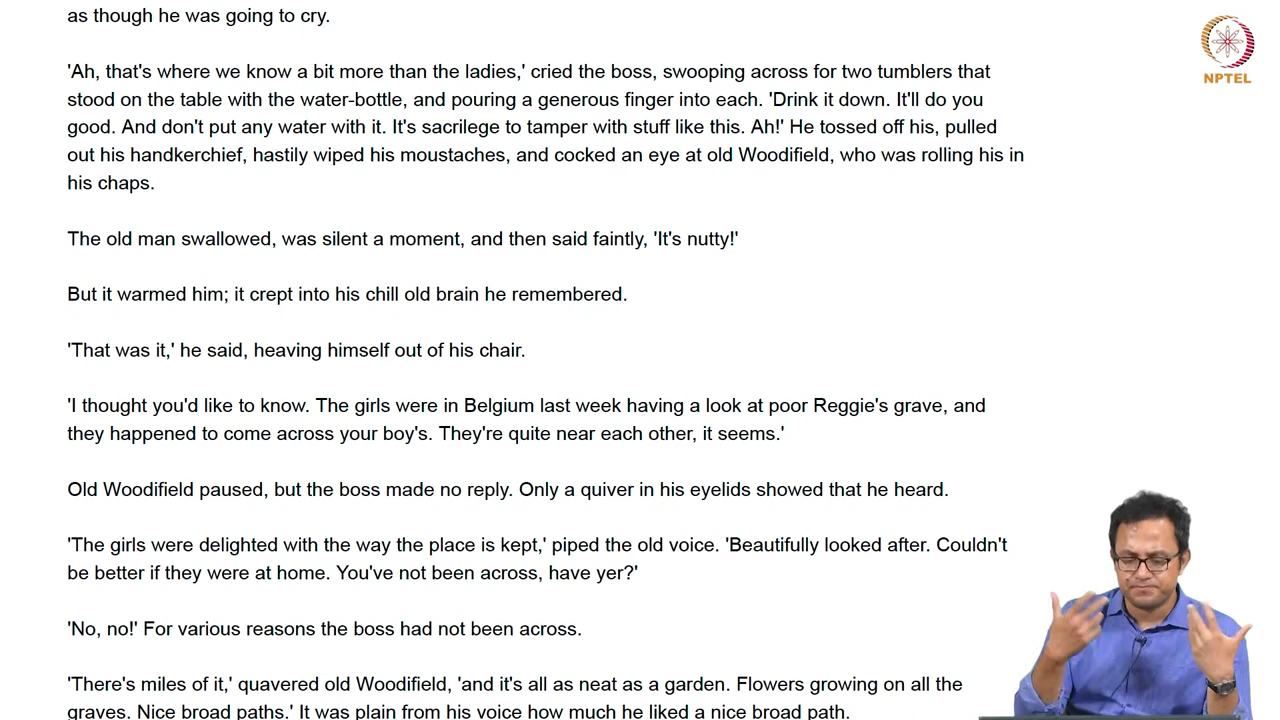 as though he was going to cry.
'Ah, that's where we know a bit more than the ladies,' cried the boss, swooping across for two tumblers that
stood on the table with the water-bottle, and pouring a generous finger into each. 'Drink it down. It'll do you
good. And don't put any water with it. It's sacrilege to tamper with stuff like this. Ah!' He tossed off his, pulled
out his handkerchief, hastily wiped his moustaches, and cocked an eye at old Woodifield, who was rolling his in
his chaps.
The old man swallowed, was silent a moment, and then said faintly, 'It's nutty!'
But it warmed him; it crept into his chill old brain he remembered.
'That was it,' he said, heaving himself out of his chair.
'I thought you'd like to know. The girls were in Belgium last week having a look at poor Reggie's grave, and
they happened to come across your boy's. They're quite near each other, it seems.'
Old Woodifield paused, but the boss made no reply. Only a quiver in his eyelids showed that he heard.
'The girls were delighted with the way the place is kept,' piped the old voice. 'Beautifully looked after. Couldn't
be better if they were at home. You've not been across, have yer?'
'No, no!' For various reasons the boss had not been across.
'There's miles of it,' quavered old Woodifield, 'and it's all as neat as a garden. Flowers growing on all the
graves. Nice broad paths.' It was plain from his voice how much he liked a nice broad path.
NPTEL